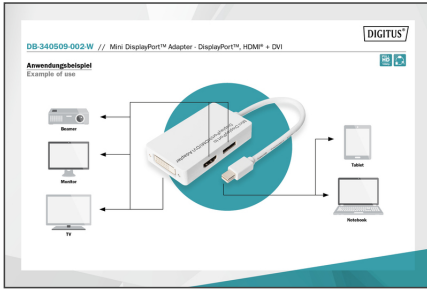 DIGITUS®
DB-340509-002-W // Mini DisplayPort™ Adapter - DisplayPort™, HDMI® + DVI
Anwendungsbeispiel
Example of use
Beamer
Monitor
TV
Tablet
Notebook